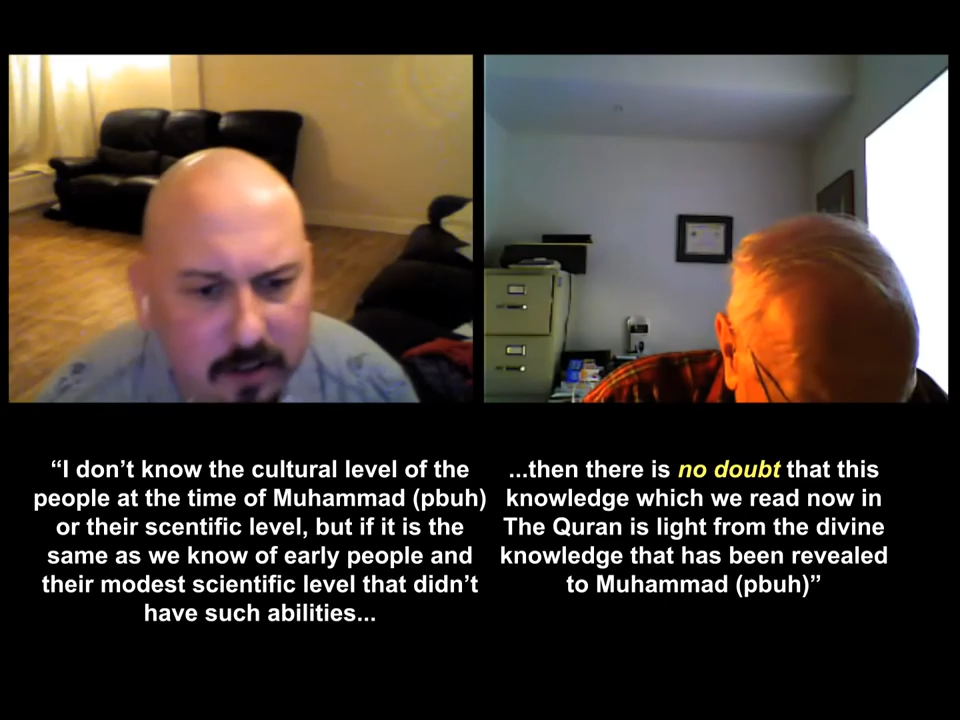 “I don’t know the cultural level of the
people at the time of Muhammad (pbuh)
or their scentific level, but if it is the
same as we know of early people and
their modest scientific level that didn’t
have such abilities...
...then there is no doubt that this
knowledge which we read now in
The Quran is light from the divine
knowledge that has been revealed
to Muhammad (pbuh)”